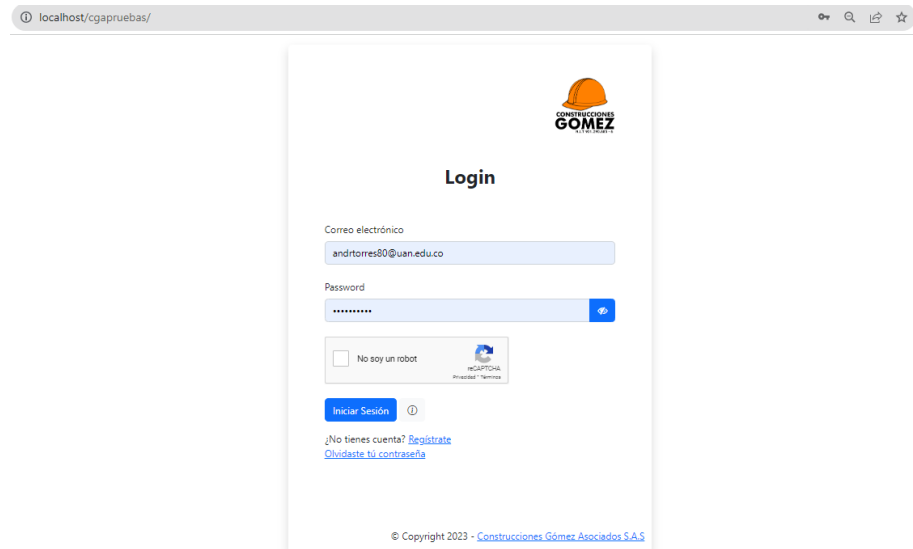 localhost/cgapruebas/
CONSTRUCCIONES
GOMEZ
Login
Correo electrónico
andrtorres80@uan.edu.co
Password
••••••••••
No soy un robot
reCAPTCHA
Privacidad - Términos
Iniciar Sesión
¿No tienes cuenta? Regístrate
Olvidaste tú contraseña
© Copyright 2023 - Construcciones Gómez Asociados S.A.S